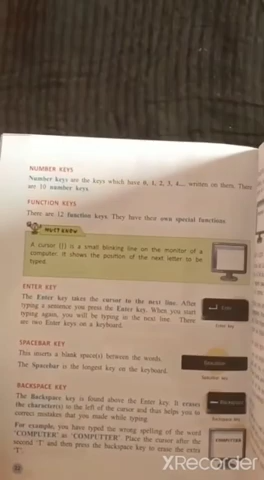 NUMBER KEYS
Number keys are the keys which have 0, 1, 2, 3, 4... written on them. There
are 10 number keys.
FUNCTION KEYS
There are 12 function keys. They have their own special functions.
MUST KNOW
A cursor [|] is a small blinking line on the monitor of a
computer. It shows the position of the next letter to be
typed.
ENTER KEY
The Enter key takes the cursor to the next line. After
typing a sentence you press the Enter key. When you start
typing again, you will be typing in the next line. There
are two Enter keys on a keyboard.
Enter
Enter key
SPACEBAR KEY
This inserts a blank space(s) between the words.
The Spacebar is the longest key on the keyboard.
Spacebar
Spacebar key
BACKSPACE KEY
The Backspace key is found above the Enter key. It erases
the character(s) to the left of the cursor and thus helps you to
correct mistakes that you made while typing.
Backspace
Backspace key
For example, you have typed the wrong spelling of the word
'COMPUTER' as 'COMPUTTER'. Place the cursor after the
second 'T' and then press the backspace key to erase the extra
'T'.
COMPUTER
XRecorder